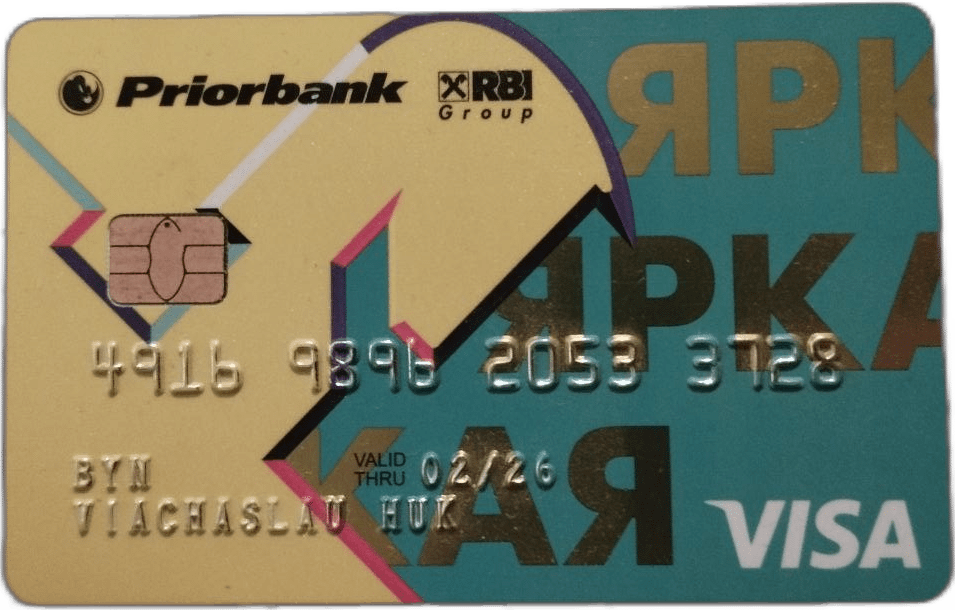 Priorbank RBI
Group
ЯРК
ЯРКА
4916 9896 2053 3728
КАЯ
BYN VALID THRU 02/26
VIACHASLAU HUK
VISA